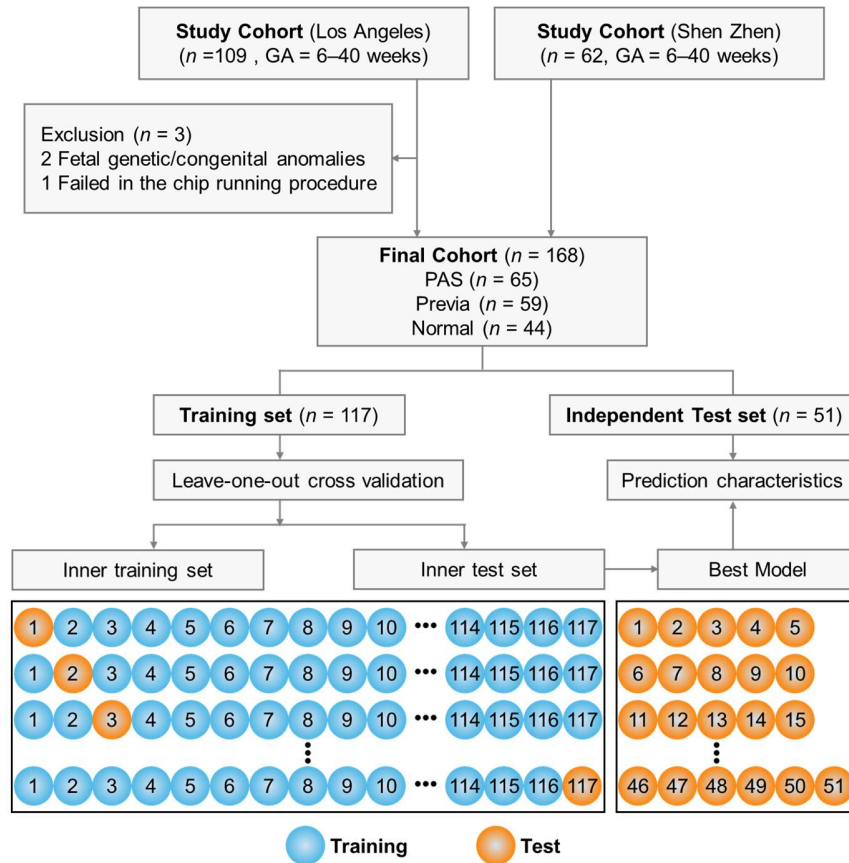 Study Cohort (Los Angeles)
(n =109 , GA = 6–40 weeks)
Study Cohort (Shen Zhen)
(n = 62, GA = 6–40 weeks)
Exclusion (n = 3)
2 Fetal genetic/congenital anomalies
1 Failed in the chip running procedure
Final Cohort (n = 168)
PAS (n = 65)
Previa (n = 59)
Normal (n = 44)
Training set (n = 117)
Independent Test set (n = 51)
Leave-one-out cross validation
Prediction characteristics
Inner training set
Inner test set
Best Model
1 2 3 4 5 6 7 8 9 10 ••• 114 115 116 117
1 2 3 4 5 6 7 8 9 10 ••• 114 115 116 117
1 2 3 4 5 6 7 8 9 10 ••• 114 115 116 117
1 2 3 4 5 6 7 8 9 10 ••• 114 115 116 117
1 2 3 4 5
6 7 8 9 10
11 12 13 14 15
46 47 48 49 50 51
Training
Test